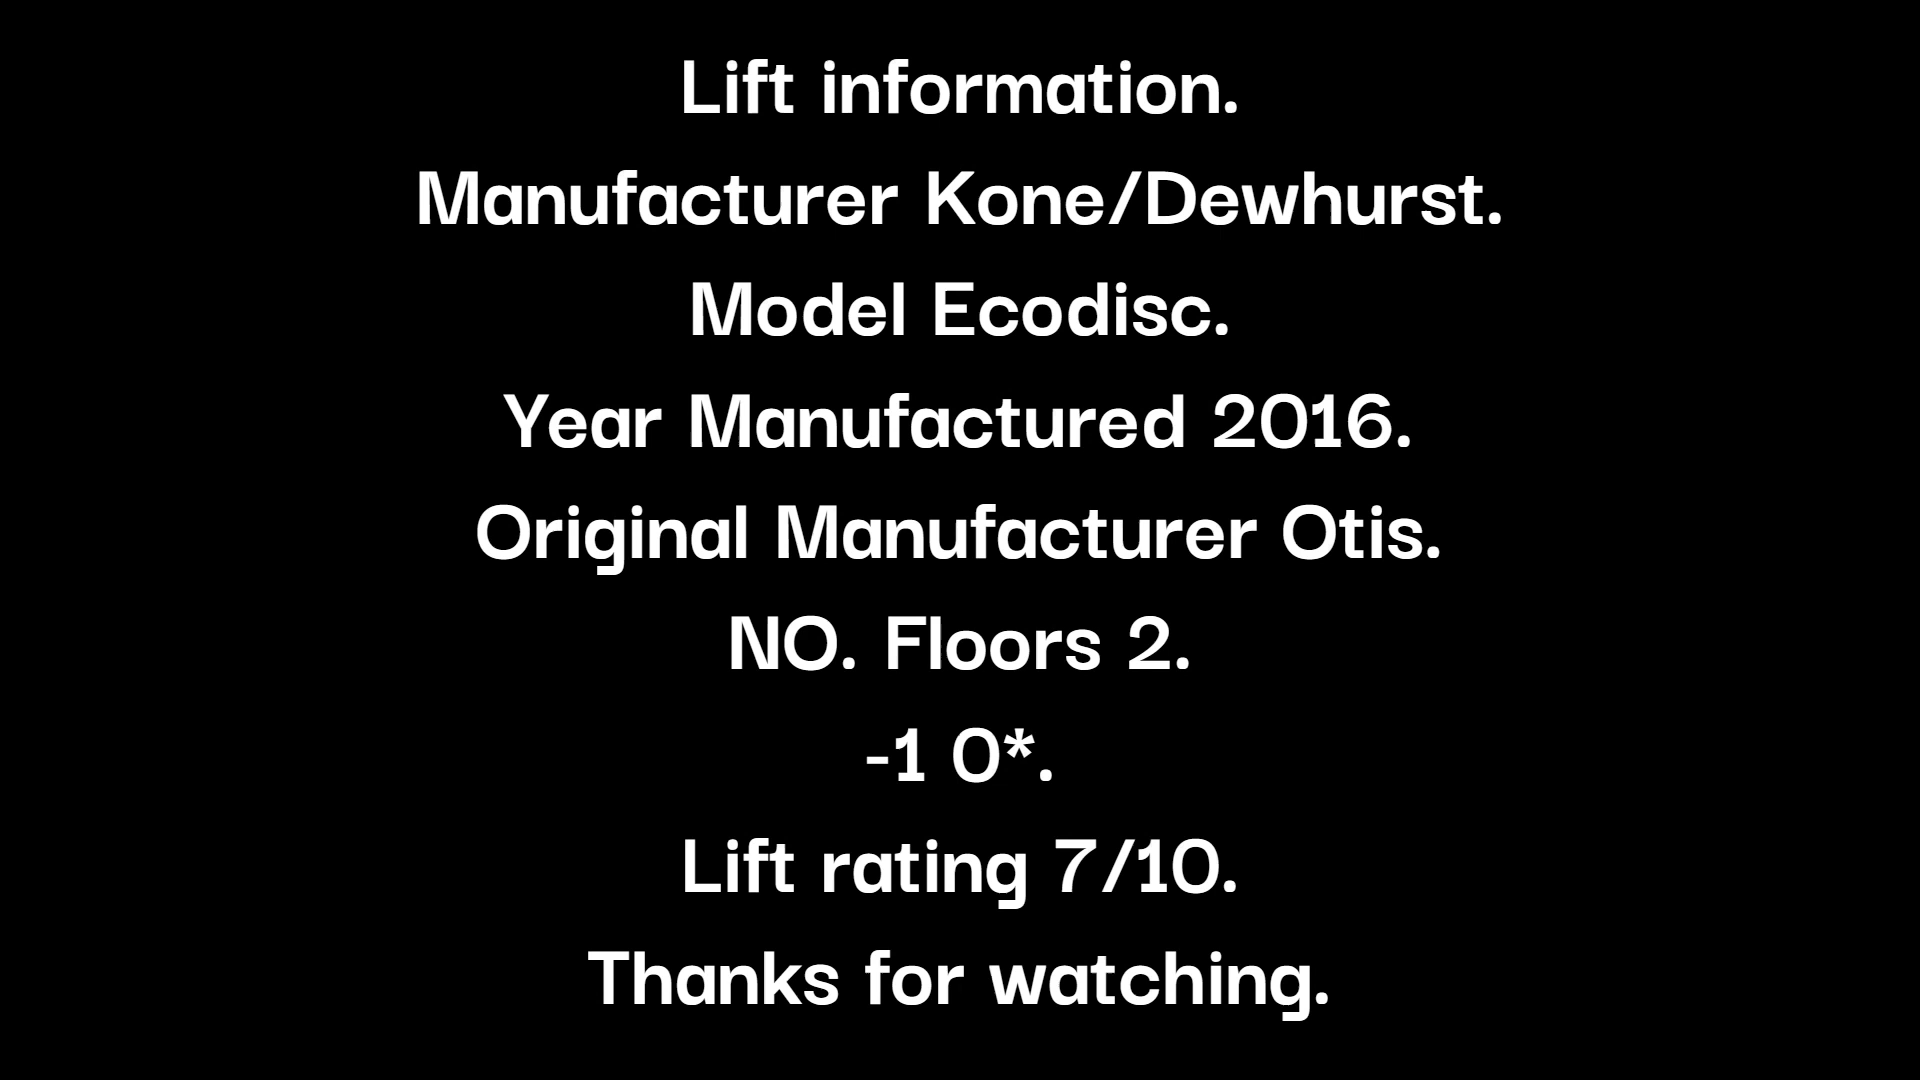 Lift information.
Manufacturer Kone/Dewhurst.
Model Ecodisc.
Year Manufactured 2016.
Original Manufacturer Otis.
NO. Floors 2.
-1 0*.
Lift rating 7/10.
Thanks for watching.